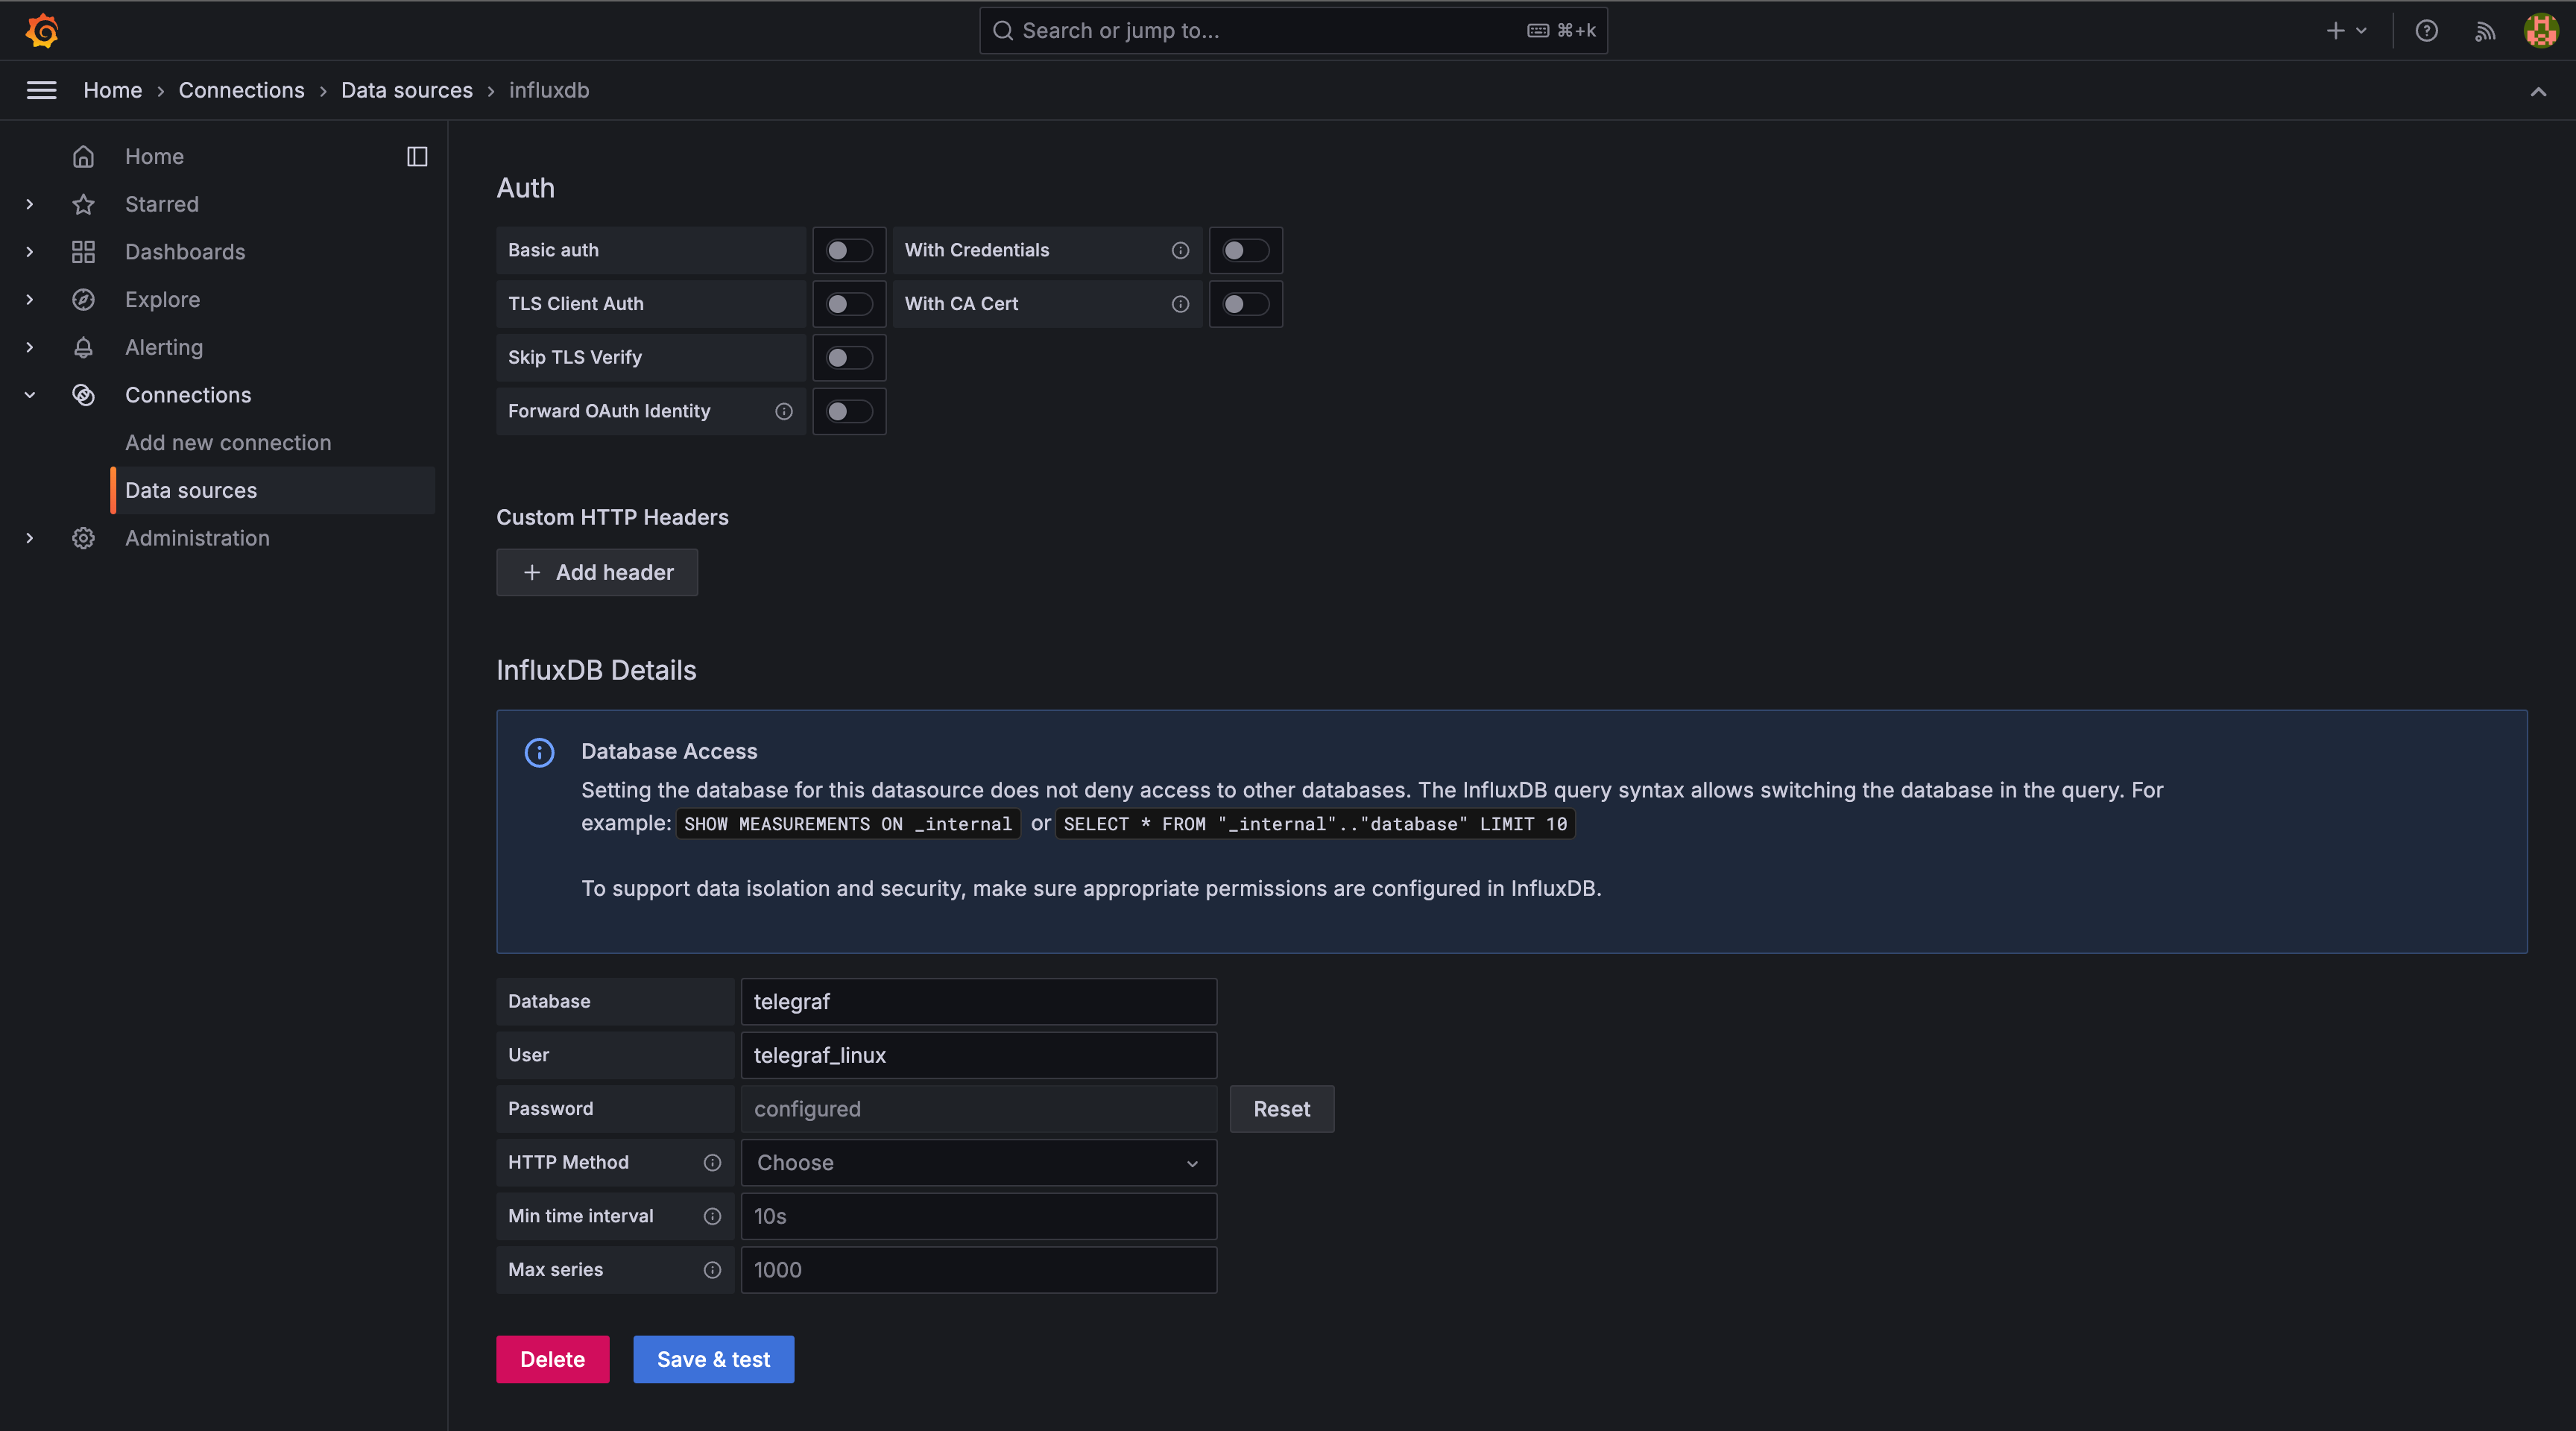 Search or jump to...
⌘+k
Home > Connections > Data sources > influxdb
Home
Starred
Dashboards
Explore
Alerting
Connections
Add new connection
Data sources
Administration
Auth
Basic auth
With Credentials
TLS Client Auth
With CA Cert
Skip TLS Verify
Forward OAuth Identity
Custom HTTP Headers
+ Add header
InfluxDB Details
Database Access
Setting the database for this datasource does not deny access to other databases. The InfluxDB query syntax allows switching the database in the query. For
example: SHOW MEASUREMENTS ON _internal or SELECT * FROM "_internal".."database" LIMIT 10
To support data isolation and security, make sure appropriate permissions are configured in InfluxDB.
Database telegraf
User telegraf_linux
Password configured Reset
HTTP Method Choose
Min time interval 10s
Max series 1000
Delete Save & test